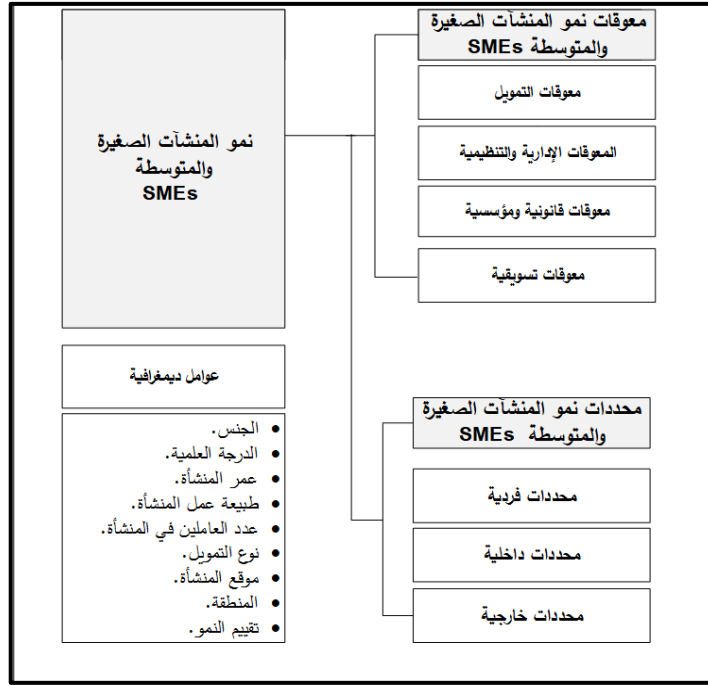 معوقات نمو المنشآت الصغيرة
والمتوسطة SMEs
معوقات التمويل
المعوقات الإدارية والتنظيمية
معوقات قانونية ومؤسسية
معوقات تسويقية
نمو المنشآت الصغيرة
والمتوسطة
SMEs
عوامل ديمغرافية
• الجنس.
• الدرجة العلمية.
• عمر المنشأة.
• طبيعة عمل المنشأة.
• عدد العاملين في المنشأة.
• نوع التمويل.
• موقع المنشأة.
• المنطقة.
• تقييم النمو.
محددات نمو المنشآت الصغيرة
والمتوسطة SMEs
محددات فردية
محددات داخلية
محددات خارجية